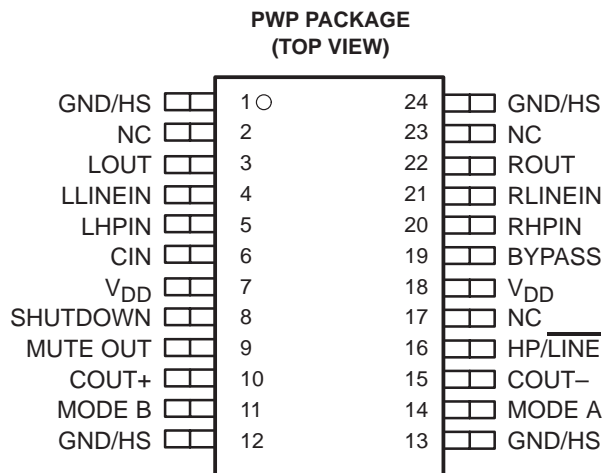 PWP PACKAGE
(TOP VIEW)
GND/HS 1 24 GND/HS
NC 2 23 NC
LOUT 3 22 ROUT
LLINEIN 4 21 RLINEIN
LHPIN 5 20 RHPIN
CIN 6 19 BYPASS
VDD 7 18 VDD
SHUTDOWN 8 17 NC
MUTE OUT 9 16 HP/LINE
COUT+ 10 15 COUT–
MODE B 11 14 MODE A
GND/HS 12 13 GND/HS